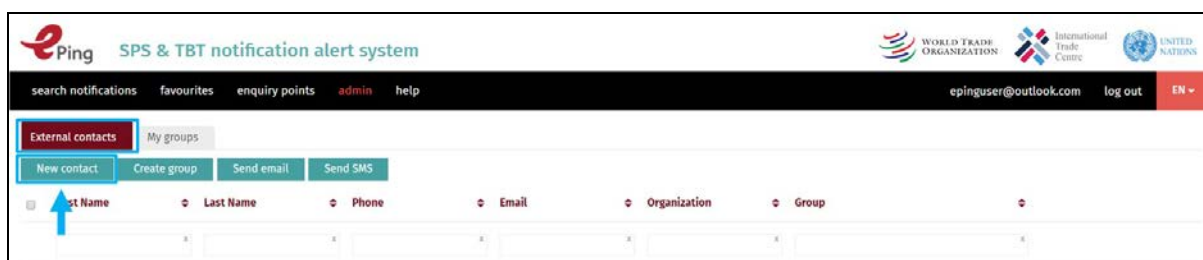 ePing SPS & TBT notification alert system WORLD TRADE ORGANIZATION International Trade Centre UNITED NATIONS
search notifications favourites enquiry points admin help epinguser@outlook.com log out EN
External contacts My groups
New contact Create group Send email Send SMS
st Name Last Name Phone Email Organization Group
x x x x x x